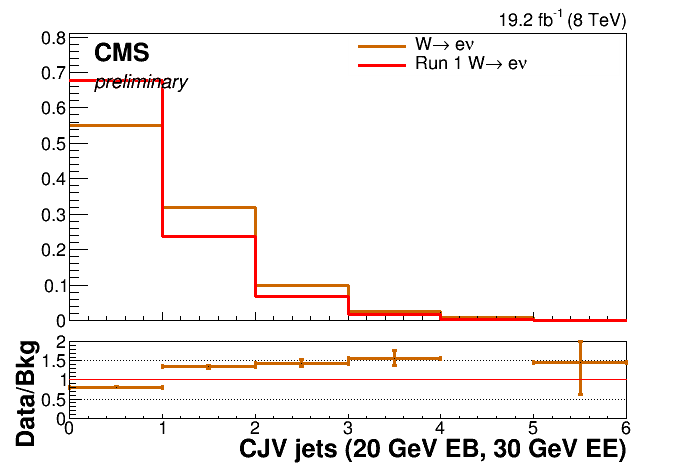 19.2 fb-1 (8 TeV)
CMS
preliminary
W→ eν
Run 1 W→ eν
0.8
0.7
0.6
0.5
0.4
0.3
0.2
0.1
0
Data/Bkg
2
1.5
1
0.5
0
0 1 2 3 4 5 6
CJV jets (20 GeV EB, 30 GeV EE)